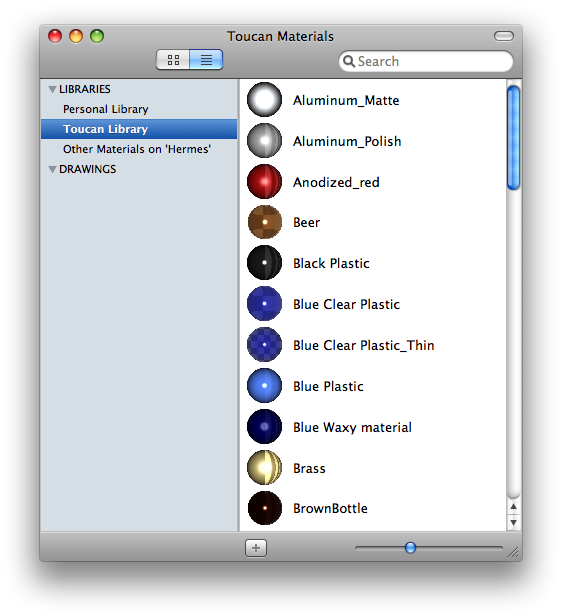 Toucan Materials
Search
LIBRARIES
Personal Library
Toucan Library
Other Materials on 'Hermes'
DRAWINGS
Aluminum_Matte
Aluminum_Polish
Anodized_red
Beer
Black Plastic
Blue Clear Plastic
Blue Clear Plastic_Thin
Blue Plastic
Blue Waxy material
Brass
BrownBottle